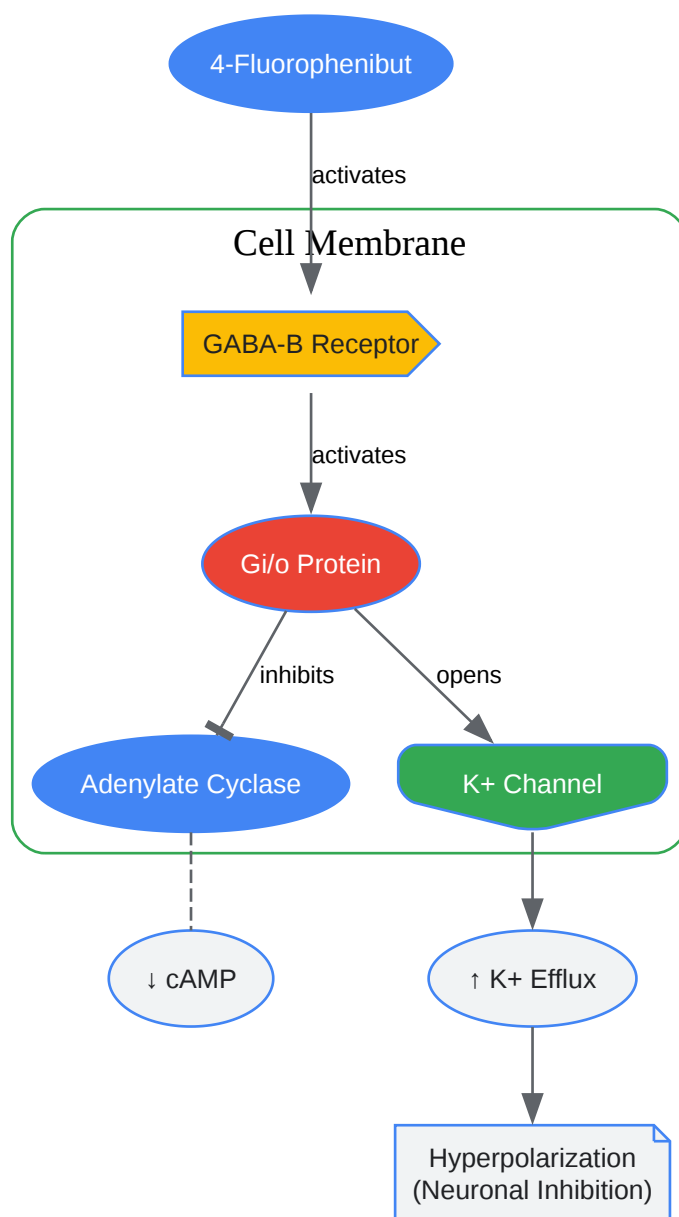 4-Fluorophenibut
activates
Cell Membrane
GABA-B Receptor
activates
Gi/o Protein
inhibits
opens
Adenylate Cyclase
K+ Channel
↓ cAMP
↑ K+ Efflux
Hyperpolarization
(Neuronal Inhibition)